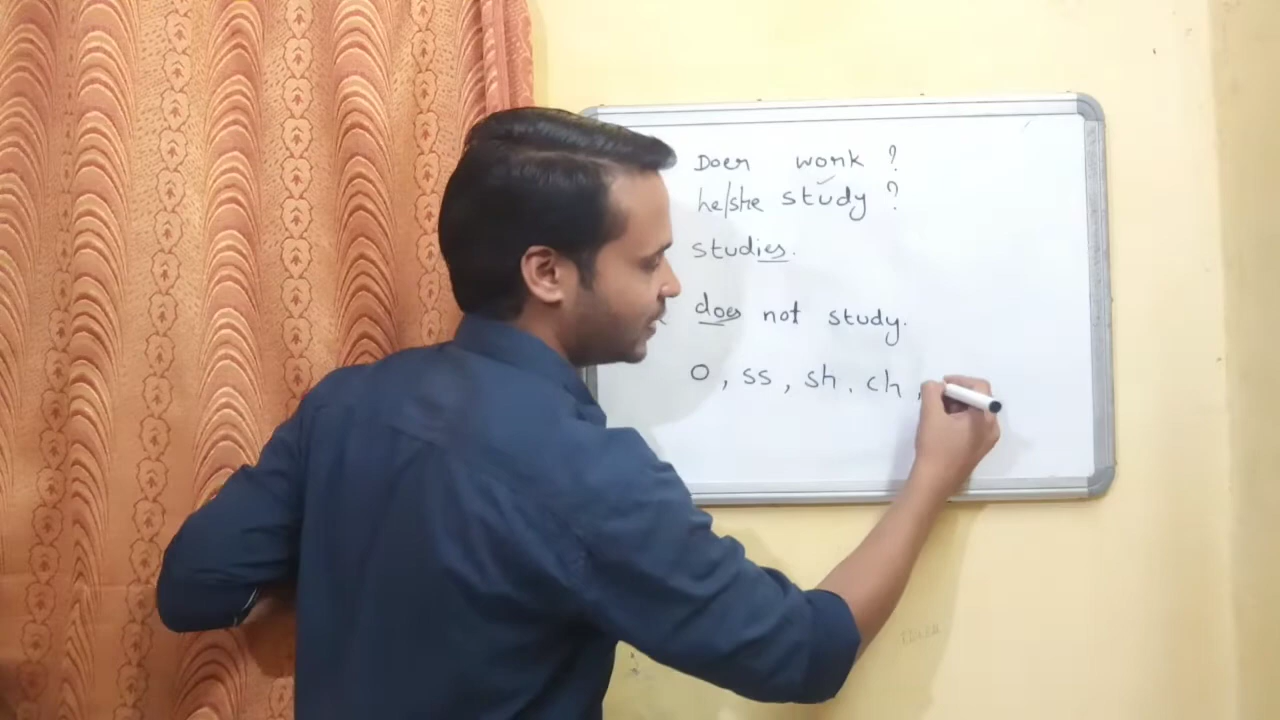 Does work ?
he/she study ?
studies.
does not study.
O, ss, sh, ch,